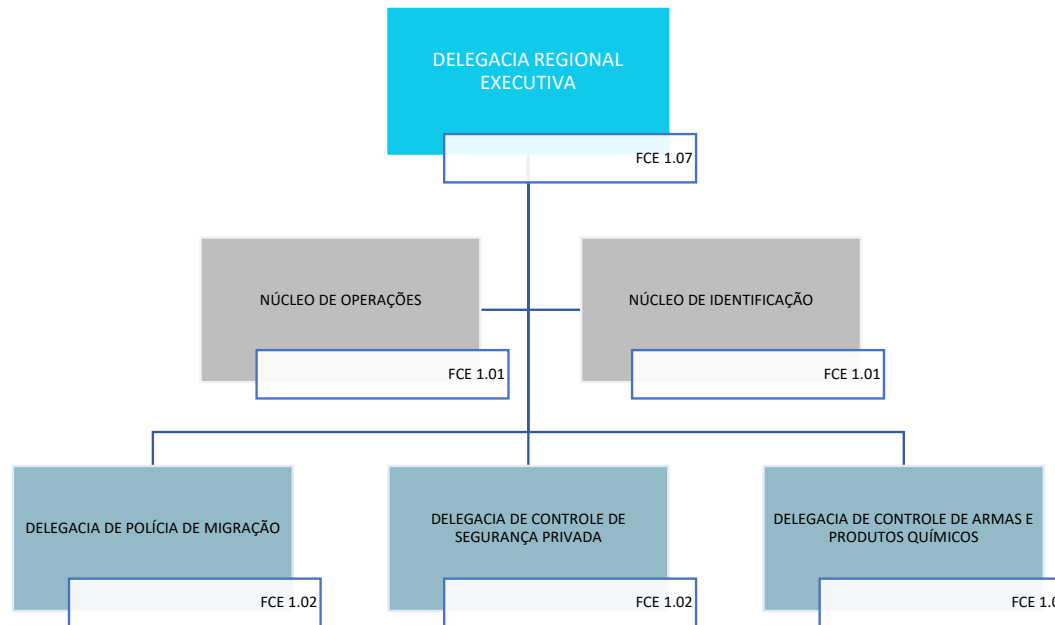 DELEGACIA REGIONAL
EXECUTIVA
FCE 1.07
NÚCLEO DE OPERAÇÕES
FCE 1.01
NÚCLEO DE IDENTIFICAÇÃO
FCE 1.01
DELEGACIA DE POLÍCIA DE MIGRAÇÃO
FCE 1.02
DELEGACIA DE CONTROLE DE
SEGURANÇA PRIVADA
FCE 1.02
DELEGACIA DE CONTROLE DE ARMAS E
PRODUTOS QUÍMICOS
FCE